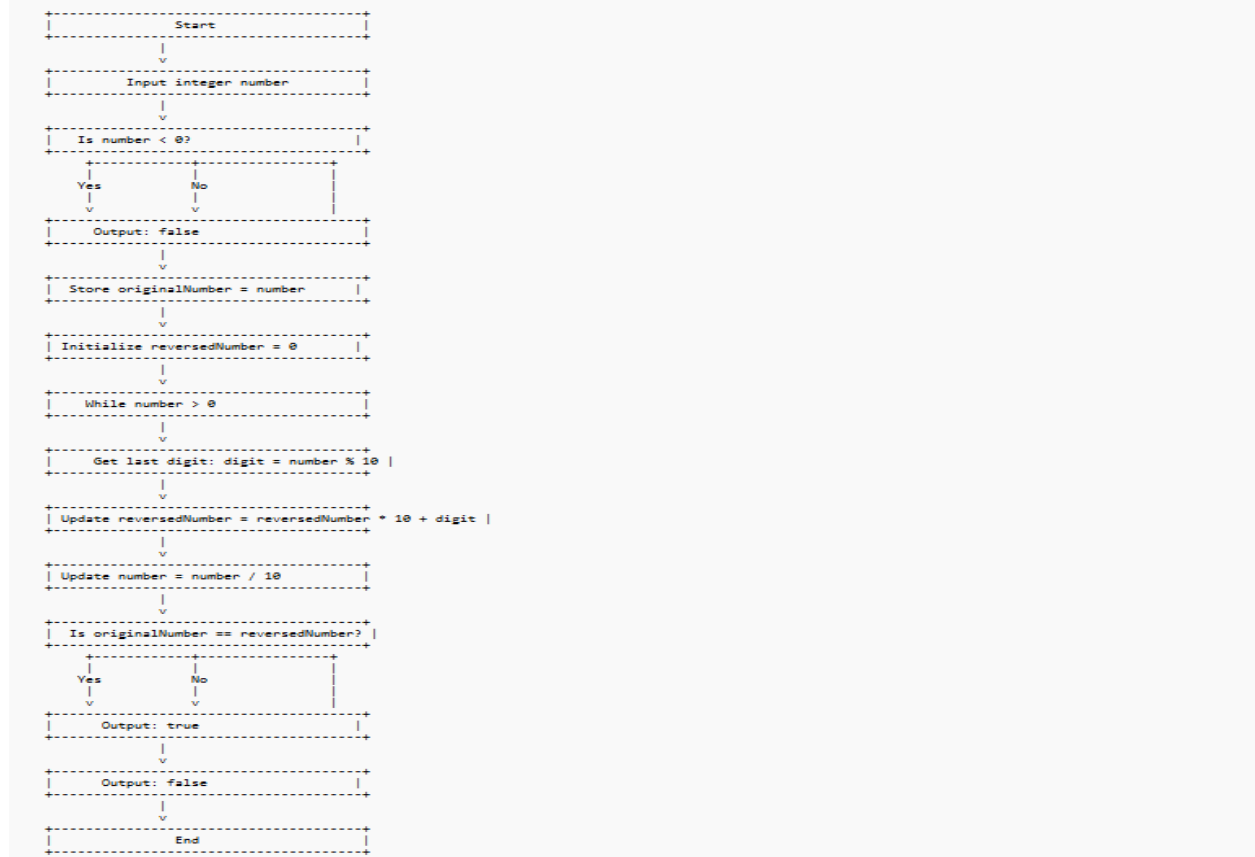 Start
Input integer number
Is number < 0?
Yes No
Output: false
Store originalNumber = number
Initialize reversedNumber = 0
While number > 0
Get last digit: digit = number % 10
Update reversedNumber = reversedNumber * 10 + digit
Update number = number / 10
Is originalNumber == reversedNumber?
Yes No
Output: true
Output: false
End